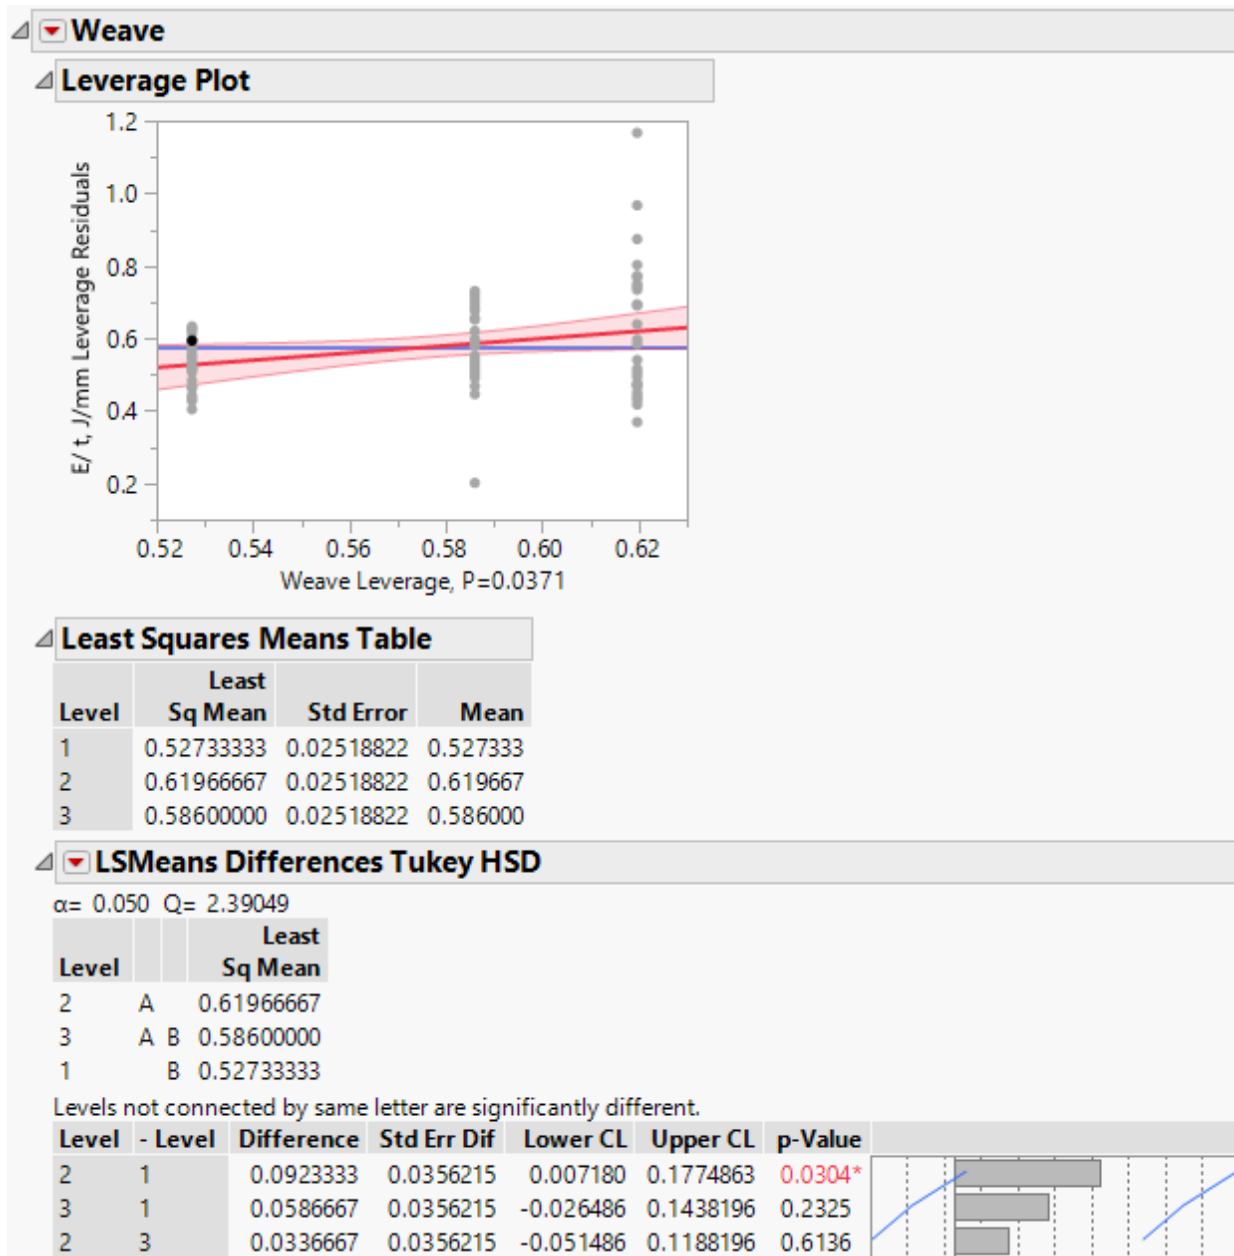 Weave
Leverage Plot
1.2
1.0
0.8
0.6
0.4
0.2
E/ t, J/mm Leverage Residuals
0.52 0.54 0.56 0.58 0.60 0.62
Weave Leverage, P=0.0371
Least Squares Means Table
Least
Level Sq Mean Std Error Mean
1 0.52733333 0.02518822 0.527333
2 0.61966667 0.02518822 0.619667
3 0.58600000 0.02518822 0.586000
LSMeans Differences Tukey HSD
α= 0.050 Q= 2.39049
Least
Level Sq Mean
2 A 0.61966667
3 A B 0.58600000
1 B 0.52733333
Levels not connected by same letter are significantly different.
Level - Level Difference Std Err Dif Lower CL Upper CL p-Value
2 1 0.0923333 0.0356215 0.007180 0.1774863 0.0304*
3 1 0.0586667 0.0356215 -0.026486 0.1438196 0.2325
2 3 0.0336667 0.0356215 -0.051486 0.1188196 0.6136